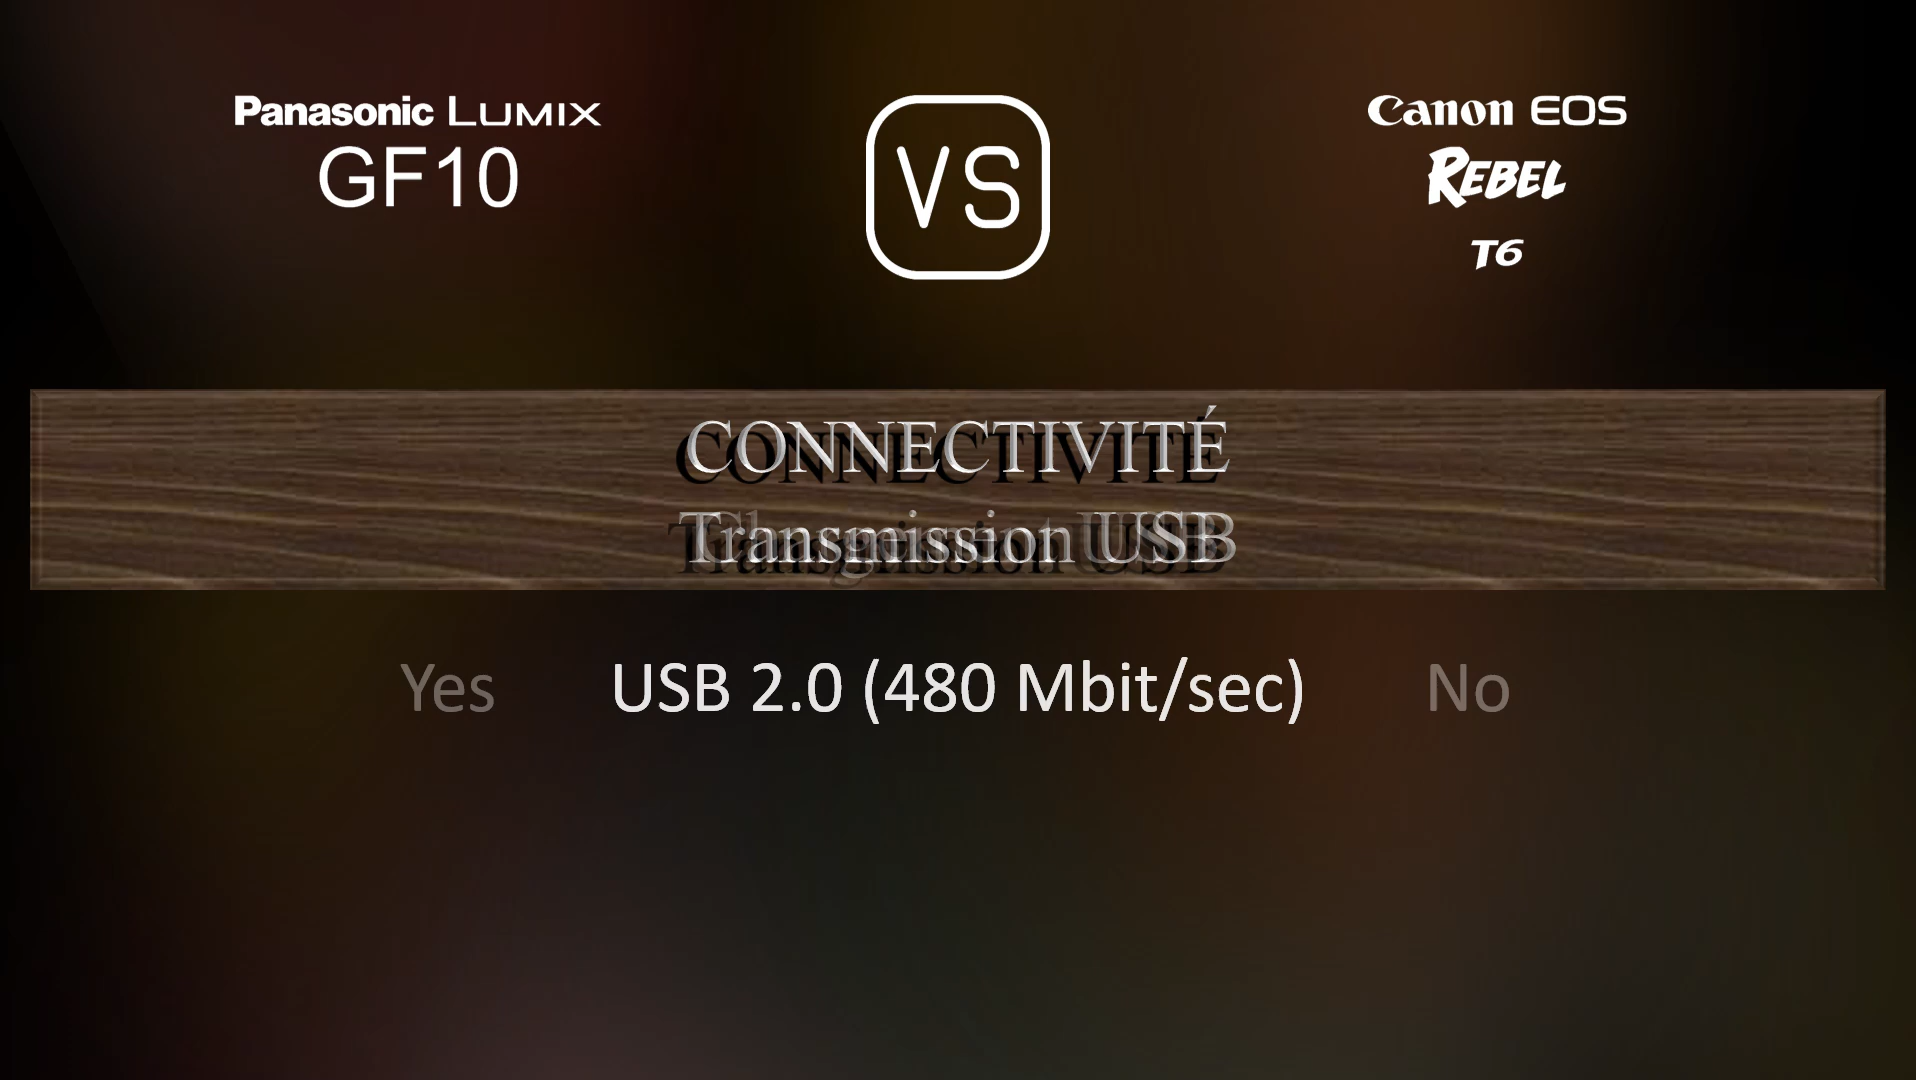 Panasonic LUMIX
GF10
VS
Canon EOS
REBEL
T6
CONNECTIVITÉ
Transmission USB
Yes
USB 2.0 (480 Mbit/sec)
No